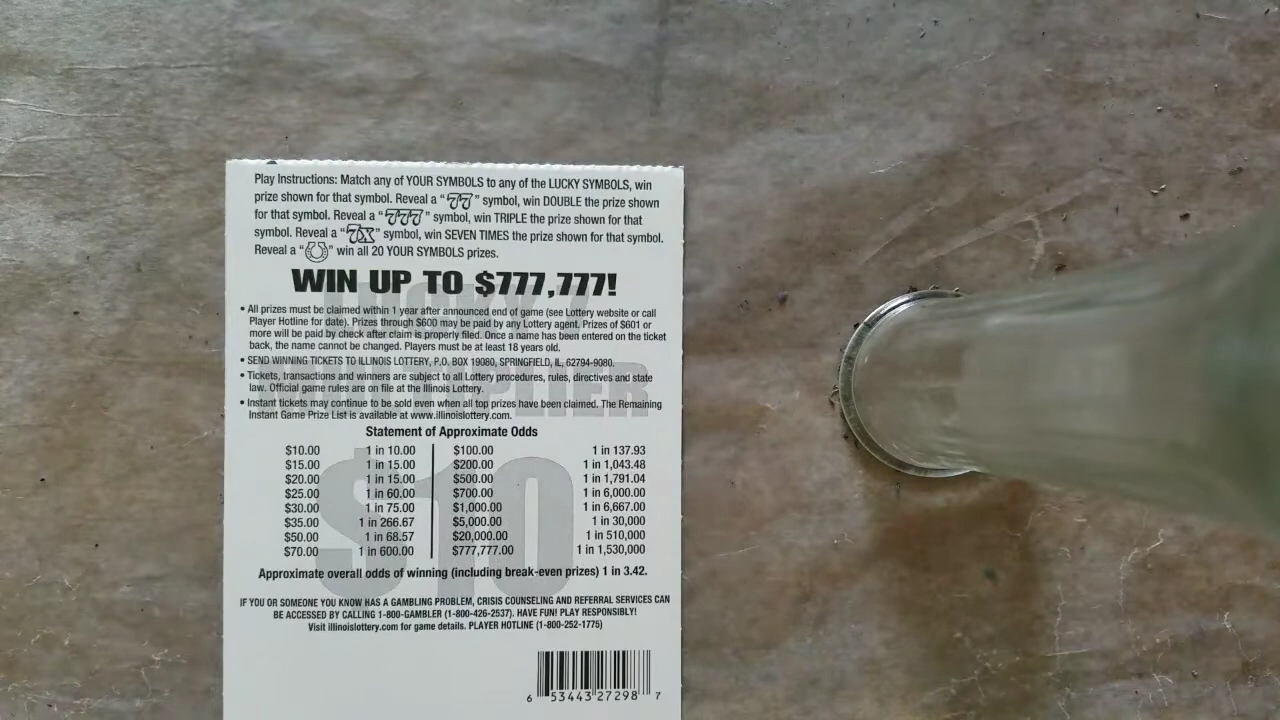 Play Instructions: Match any of YOUR SYMBOLS to any of the LUCKY SYMBOLS, win
prize shown for that symbol. Reveal a "77" symbol, win DOUBLE the prize shown
for that symbol. Reveal a "777" symbol, win TRIPLE the prize shown for that
symbol. Reveal a "7X" symbol, win SEVEN TIMES the prize shown for that symbol.
Reveal a "" win all 20 YOUR SYMBOLS prizes.
WIN UP TO $777,777!
• All prizes must be claimed within 1 year after announced end of game (see Lottery website or call
Player Hotline for date). Prizes through $600 may be paid by any Lottery agent. Prizes of $601 or
more will be paid by check after claim is properly filed. Once a name has been entered on the ticket
back, the name cannot be changed. Players must be at least 18 years old.
• SEND WINNING TICKETS TO ILLINOIS LOTTERY, P.O. BOX 19080, SPRINGFIELD, IL, 62794-9080.
• Tickets, transactions and winners are subject to all Lottery procedures, rules, directives and state
law. Official game rules are on file at the Illinois Lottery.
• Instant tickets may continue to be sold even when all top prizes have been claimed. The Remaining
Instant Game Prize List is available at www.illinoislottery.com.
Statement of Approximate Odds
$10.00 1 in 10.00 $100.00 1 in 137.93
$15.00 1 in 15.00 $200.00 1 in 1,043.48
$20.00 1 in 15.00 $500.00 1 in 1,791.04
$25.00 1 in 60.00 $700.00 1 in 6,000.00
$30.00 1 in 75.00 $1,000.00 1 in 6,667.00
$35.00 1 in 266.67 $5,000.00 1 in 30,000
$50.00 1 in 68.57 $20,000.00 1 in 510,000
$70.00 1 in 600.00 $777,777.00 1 in 1,530,000
$10
Approximate overall odds of winning (including break-even prizes) 1 in 3.42.
IF YOU OR SOMEONE YOU KNOW HAS A GAMBLING PROBLEM, CRISIS COUNSELING AND REFERRAL SERVICES CAN
BE ACCESSED BY CALLING 1-800-GAMBLER (1-800-426-2537). HAVE FUN! PLAY RESPONSIBLY!
Visit illinoislottery.com for game details. PLAYER HOTLINE (1-800-252-1775)
6 53443 27298 7